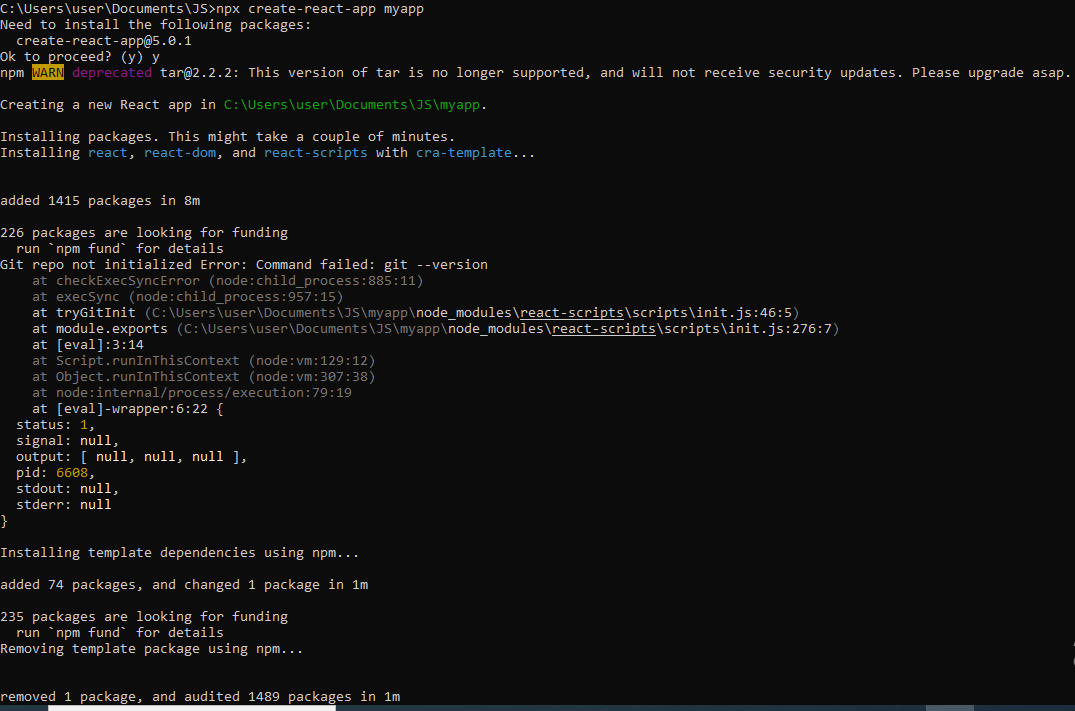 C:\Users\user\Documents\JS>npx create-react-app myapp
Need to install the following packages:
  create-react-app@5.0.1
Ok to proceed? (y) y
npm WARN deprecated tar@2.2.2: This version of tar is no longer supported, and will not receive security updates. Please upgrade asap.
Creating a new React app in C:\Users\user\Documents\JS\myapp.
Installing packages. This might take a couple of minutes.
Installing react, react-dom, and react-scripts with cra-template...
added 1415 packages in 8m
226 packages are looking for funding
  run `npm fund` for details
Git repo not initialized Error: Command failed: git --version
    at checkExecSyncError (node:child_process:885:11)
    at execSync (node:child_process:957:15)
    at tryGitInit (C:\Users\user\Documents\JS\myapp\node_modules\react-scripts\scripts\init.js:46:5)
    at module.exports (C:\Users\user\Documents\JS\myapp\node_modules\react-scripts\scripts\init.js:276:7)
    at [eval]:3:14
    at Script.runInThisContext (node:vm:129:12)
    at Object.runInThisContext (node:vm:307:38)
    at node:internal/process/execution:79:19
    at [eval]-wrapper:6:22 {
  status: 1,
  signal: null,
  output: [ null, null, null ],
  pid: 6608,
  stdout: null,
  stderr: null
}
Installing template dependencies using npm...
added 74 packages, and changed 1 package in 1m
235 packages are looking for funding
  run `npm fund` for details
Removing template package using npm...
removed 1 package, and audited 1489 packages in 1m